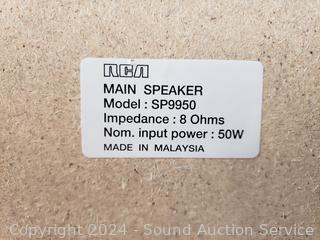 RCA
MAIN SPEAKER
Model : SP9950
Impedance : 8 Ohms
Nom. input power : 50W
MADE IN MALAYSIA
Copyright 2024 - Sound Auction Service